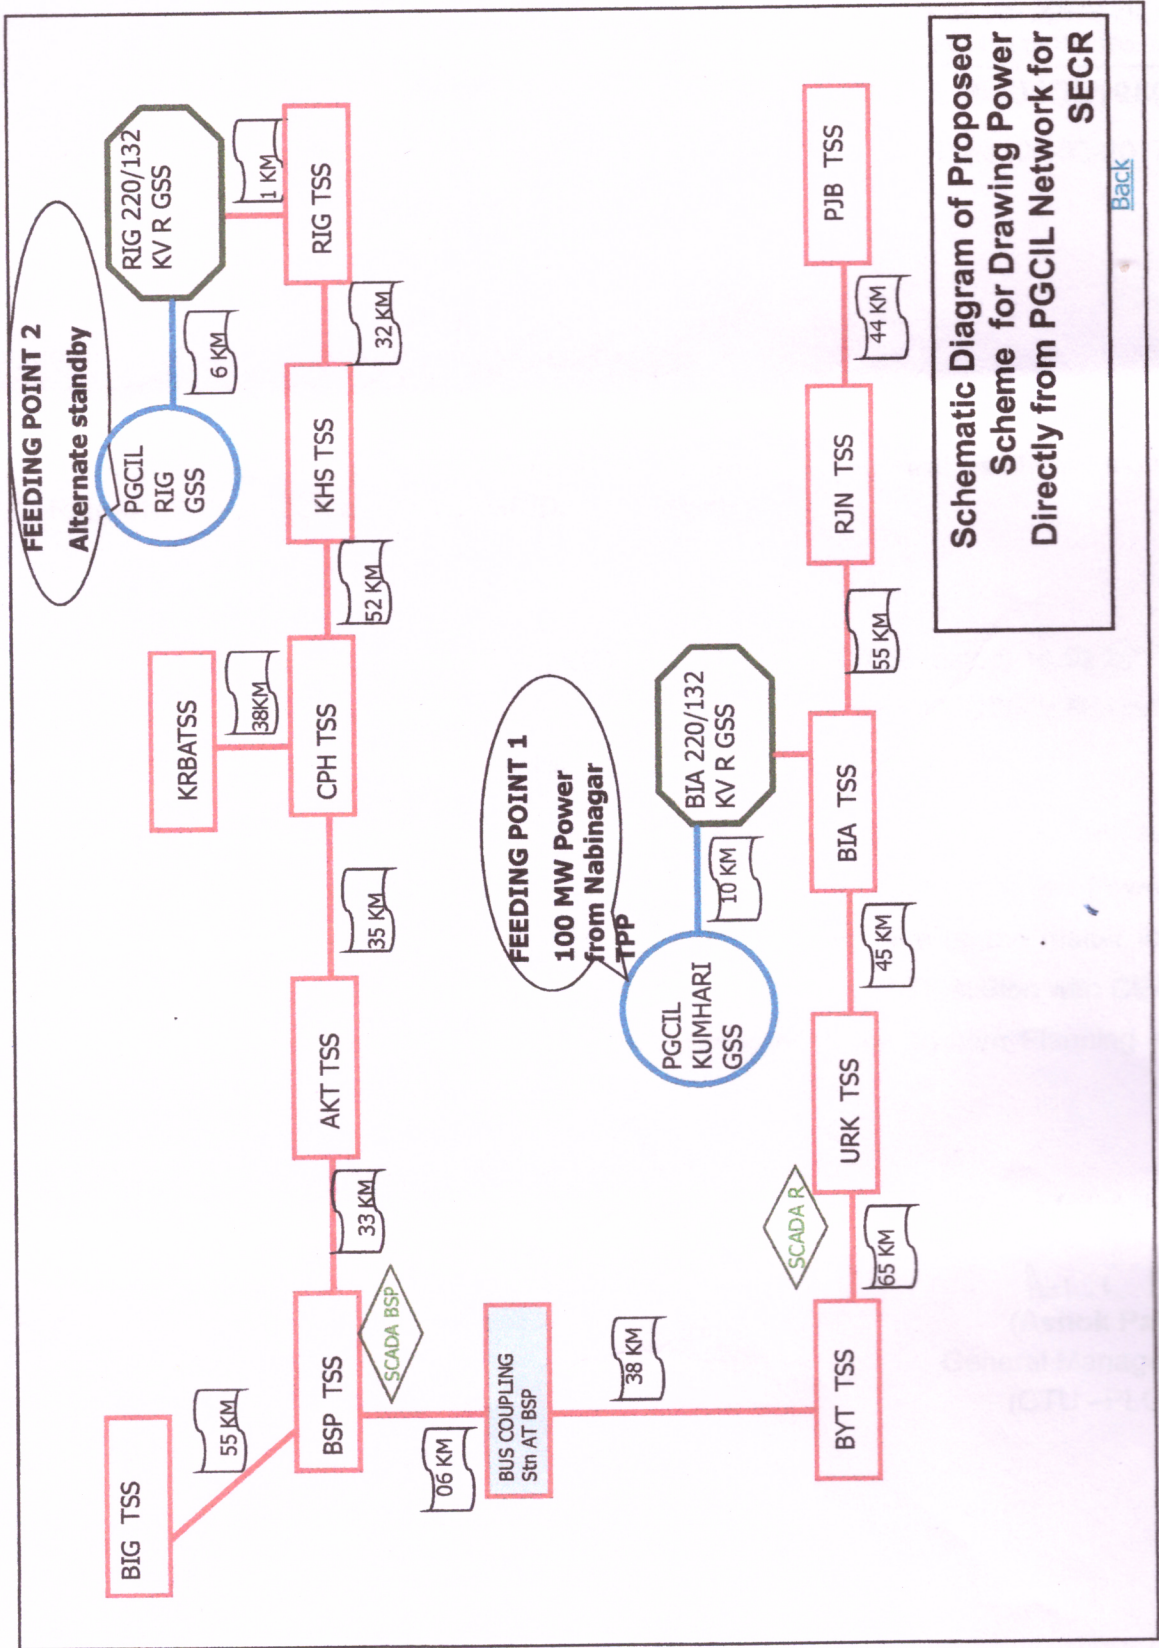 FEEDING POINT 2
Alternate standby
PGCIL
RIG
GSS
6 KM
RIG 220/132
KV R GSS
1 KM
BIG TSS
55 KM
KRBATSS
38KM
BSP TSS
33 KM
AKT TSS
35 KM
CPH TSS
52 KM
KHS TSS
32 KM
RIG TSS
SCADA BSP
06 KM
BUS COUPLING
Stn AT BSP
38 KM
FEEDING POINT 1
100 MW Power
from Nabinagar
TPP
PGCIL
KUMHARI
GSS
10 KM
BIA 220/132
KV R GSS
SCADA R
BYT TSS
65 KM
URK TSS
45 KM
BIA TSS
55 KM
RJN TSS
44 KM
PJB TSS
Schematic Diagram of Proposed
Scheme for Drawing Power
Directly from PGCIL Network for
SECR
Back